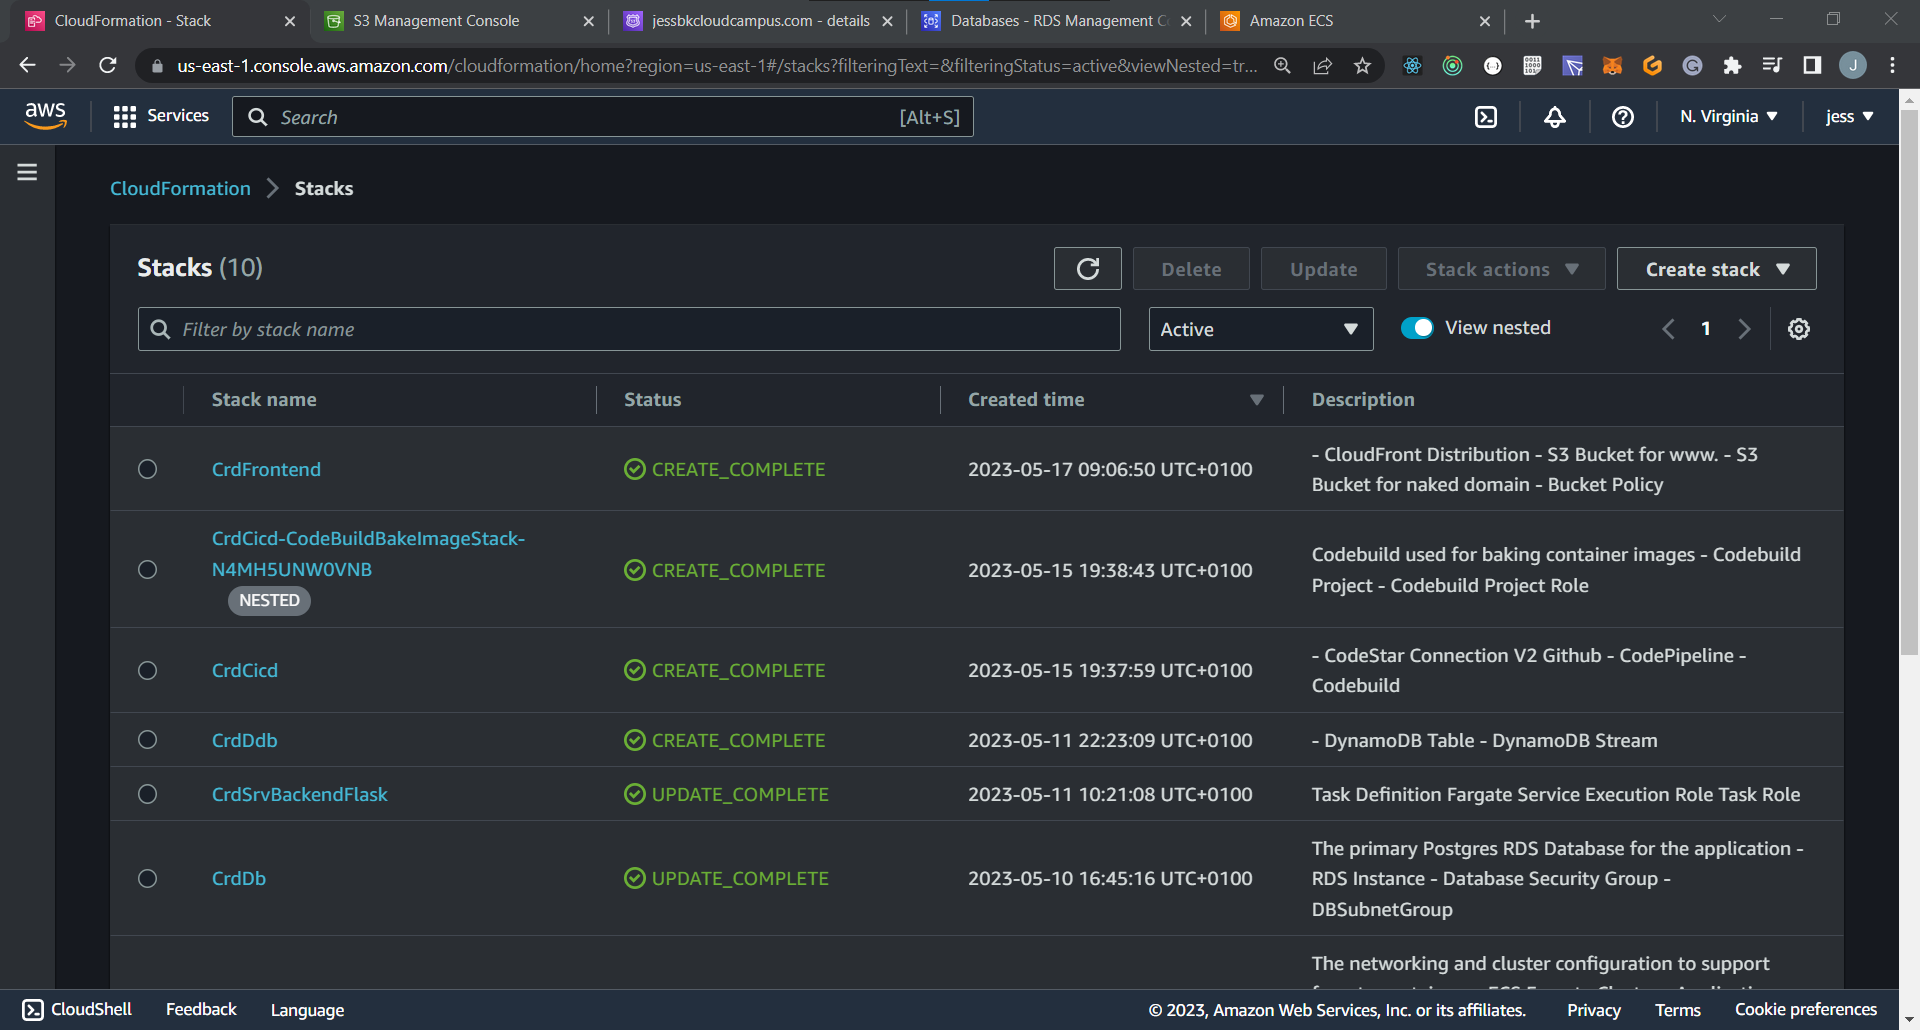 CloudFormation - Stack
S3 Management Console
jessbkcloudcampus.com - details
Databases - RDS Management C
Amazon ECS
us-east-1.console.aws.amazon.com/cloudformation/home?region=us-east-1#/stacks?filteringText=&filteringStatus=active&viewNested=tr...
J
aws
Services
Search
[Alt+S]
N. Virginia
jess
CloudFormation
Stacks
Stacks (10)
Delete
Update
Stack actions
Create stack
Filter by stack name
Active
View nested
1
Stack name
Status
Created time
Description
CrdFrontend
CREATE_COMPLETE
2023-05-17 09:06:50 UTC+0100
- CloudFront Distribution - S3 Bucket for www. - S3
Bucket for naked domain - Bucket Policy
CrdCicd-CodeBuildBakeImageStack-
N4MH5UNW0VNB
NESTED
CREATE_COMPLETE
2023-05-15 19:38:43 UTC+0100
Codebuild used for baking container images - Codebuild
Project - Codebuild Project Role
CrdCicd
CREATE_COMPLETE
2023-05-15 19:37:59 UTC+0100
- CodeStar Connection V2 Github - CodePipeline -
Codebuild
CrdDdb
CREATE_COMPLETE
2023-05-11 22:23:09 UTC+0100
- DynamoDB Table - DynamoDB Stream
CrdSrvBackendFlask
UPDATE_COMPLETE
2023-05-11 10:21:08 UTC+0100
Task Definition Fargate Service Execution Role Task Role
CrdDb
UPDATE_COMPLETE
2023-05-10 16:45:16 UTC+0100
The primary Postgres RDS Database for the application -
RDS Instance - Database Security Group -
DBSubnetGroup
The networking and cluster configuration to support
CloudShell
Feedback
Language
© 2023, Amazon Web Services, Inc. or its affiliates.
Privacy
Terms
Cookie preferences